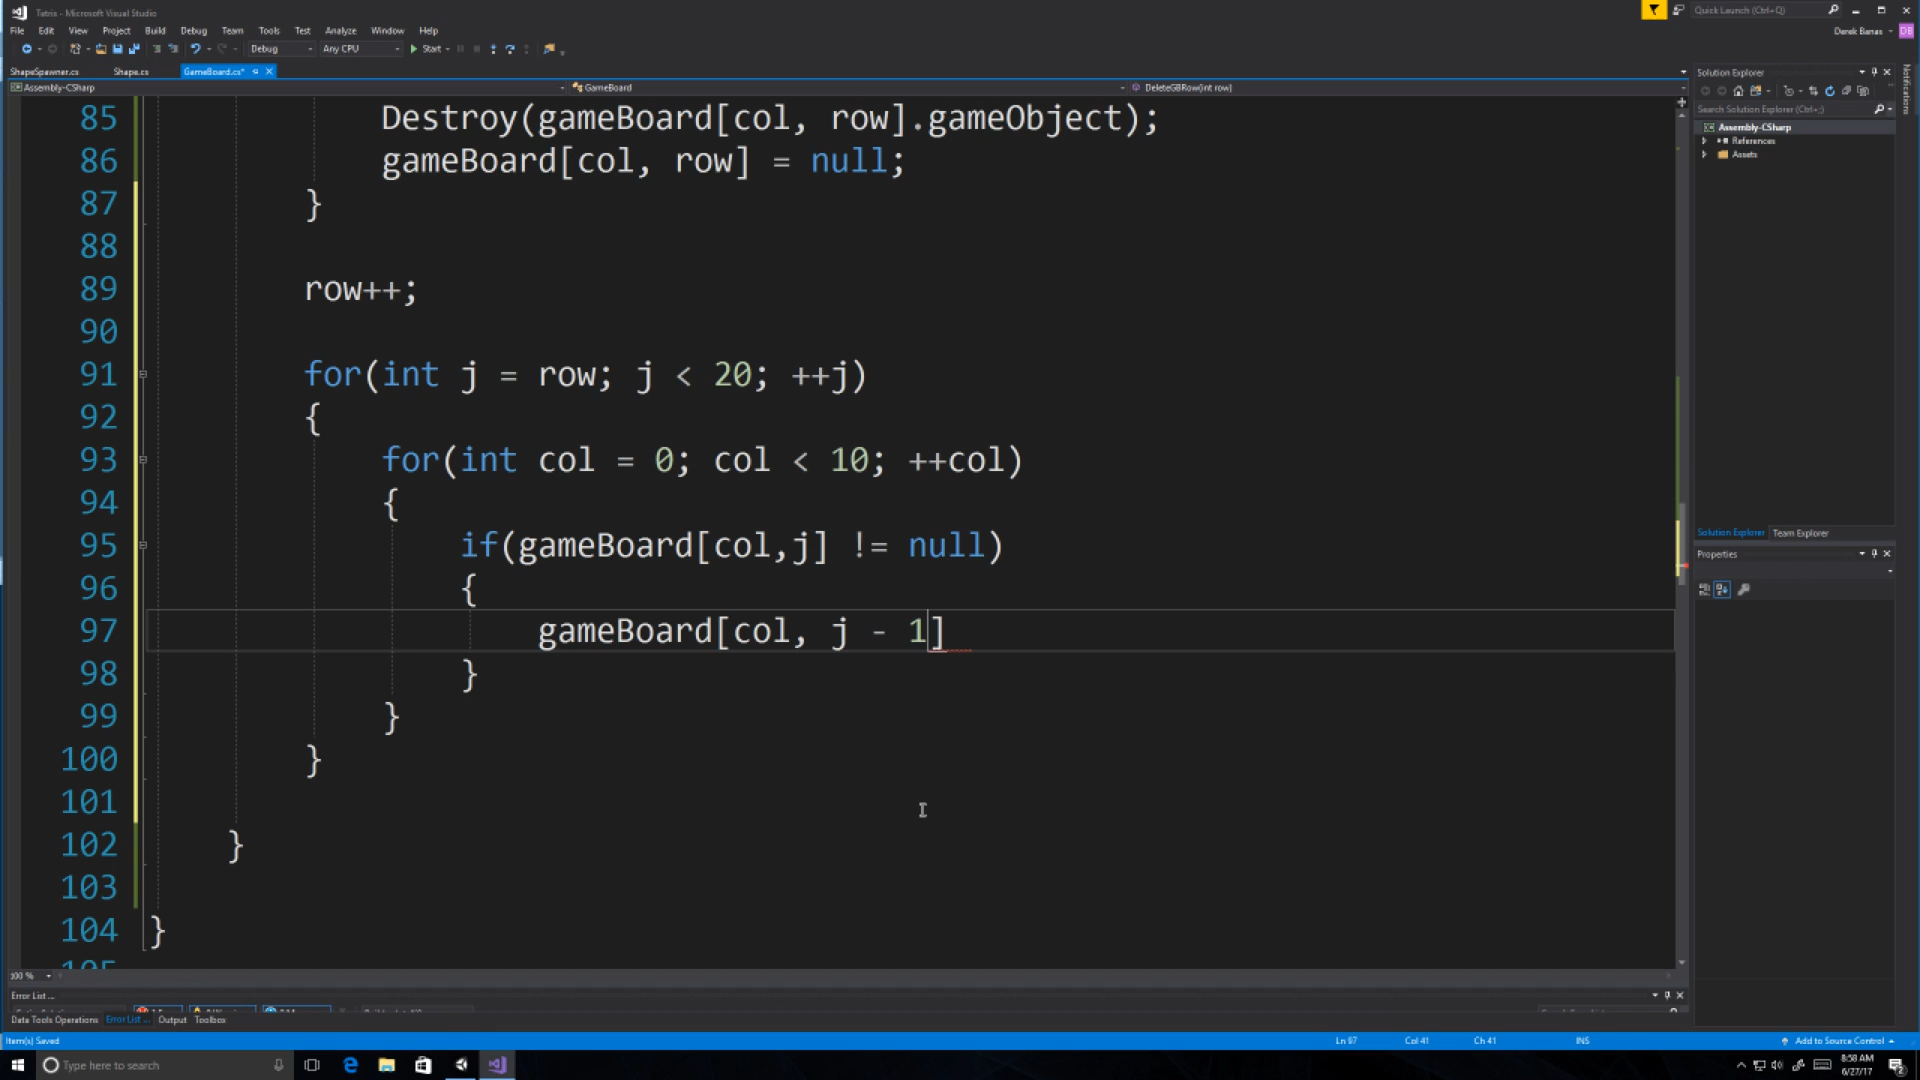 Tetris - Microsoft Visual Studio
Quick Launch (Ctrl+Q)
File Edit View Project Build Debug Team Tools Test Analyze Window Help
Derek Banas DB
Debug Any CPU Start
ShapeSpawner.cs Shape.cs GameBoard.cs*
Assembly-CSharp GameBoard DeleteGBRow(int row)
85 Destroy(gameBoard[col, row].gameObject);
86 gameBoard[col, row] = null;
87 }
88
89 row++;
90
91 for(int j = row; j < 20; ++j)
92 {
93 for(int col = 0; col < 10; ++col)
94 {
95 if(gameBoard[col,j] != null)
96 {
97 gameBoard[col, j - 1]
98 }
99 }
100 }
101
102 }
103
104 }
105
100 %
Solution Explorer
Search Solution Explorer (Ctrl+;)
Assembly-CSharp
References
Assets
Solution Explorer Team Explorer
Properties
Notifications
Error List ...
Data Tools Operations Error List ... Output Toolbox
Item(s) Saved Ln 97 Col 41 Ch 41 INS Add to Source Control
Type here to search
8:58 AM
6/27/17